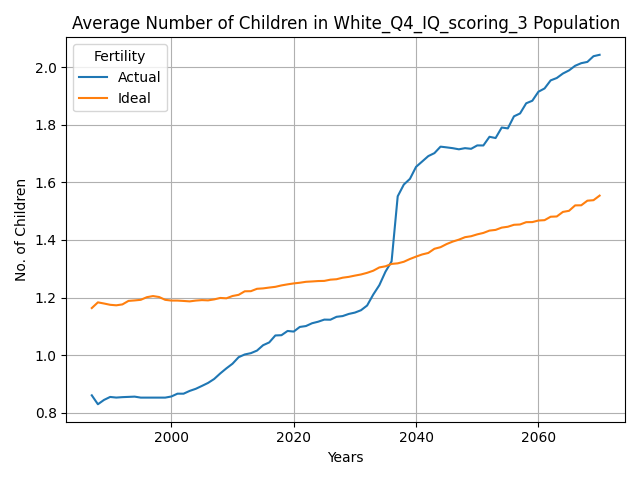 Average Number of Children in White_Q4_IQ_scoring_3 Population
Fertility
Actual
Ideal
No. of Children
2.0
1.8
1.6
1.4
1.2
1.0
0.8
2000
2020
2040
2060
Years